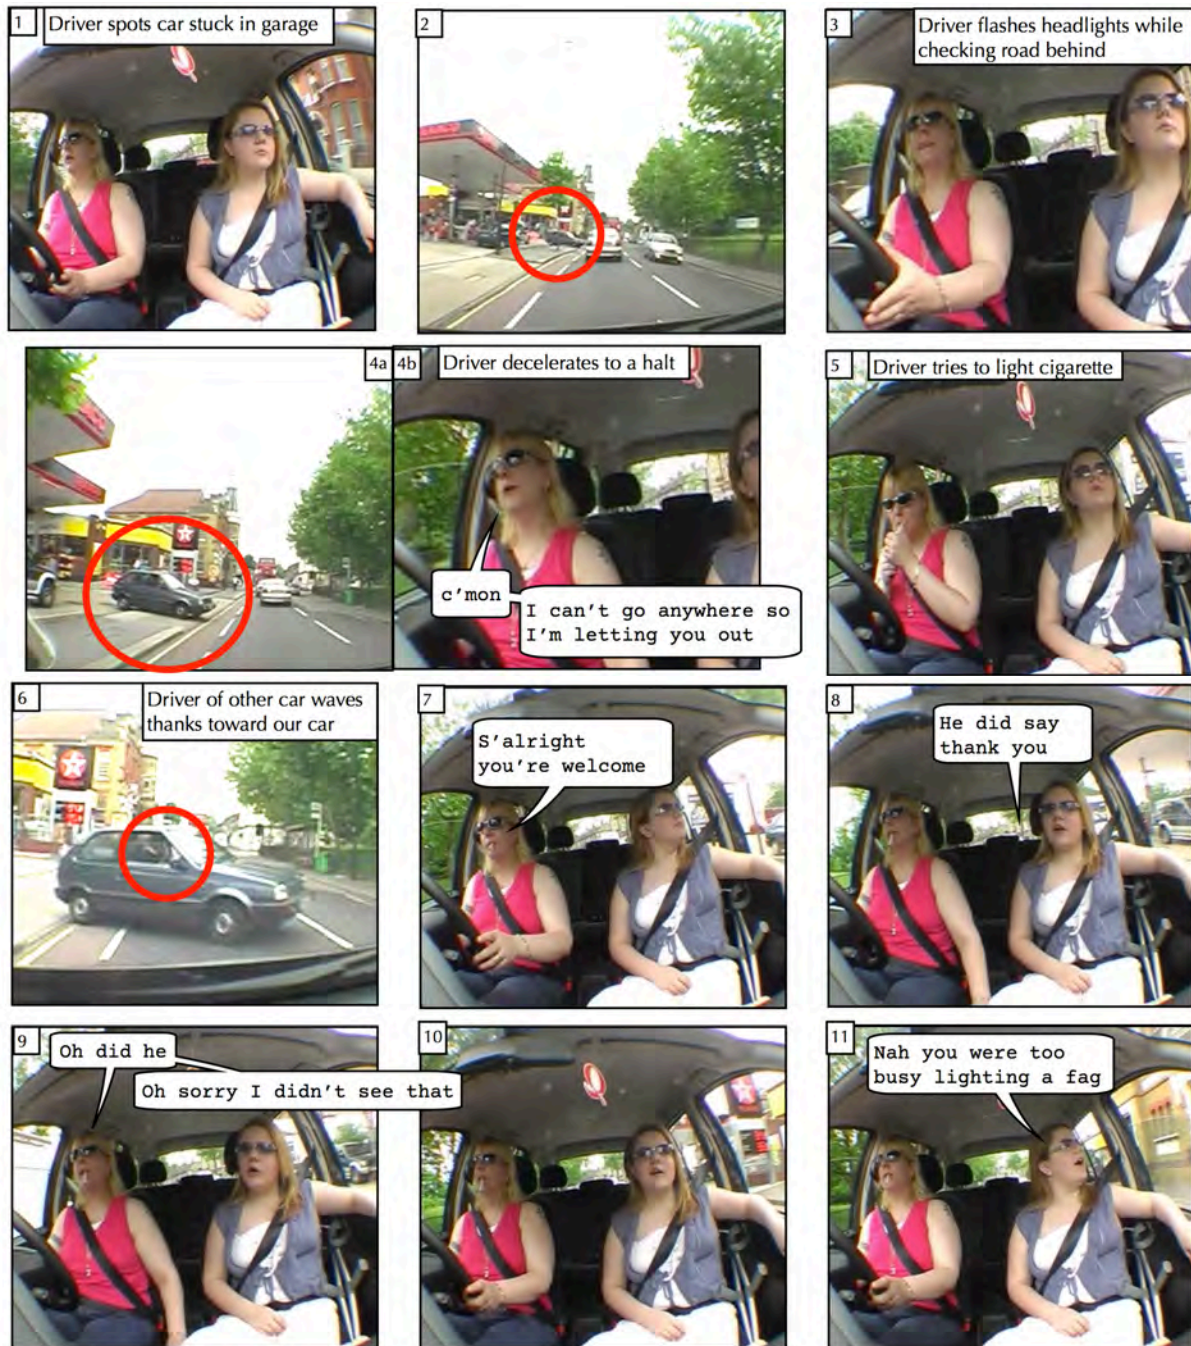 1
Driver spots car stuck in garage
2
3
Driver flashes headlights while
checking road behind
4a
4b
Driver decelerates to a halt
c'mon
I can't go anywhere so
I'm letting you out
5
Driver tries to light cigarette
6
Driver of other car waves
thanks toward our car
7
S'alright
you're welcome
8
He did say
thank you
9
Oh did he
Oh sorry I didn't see that
10
11
Nah you were too
busy lighting a fag